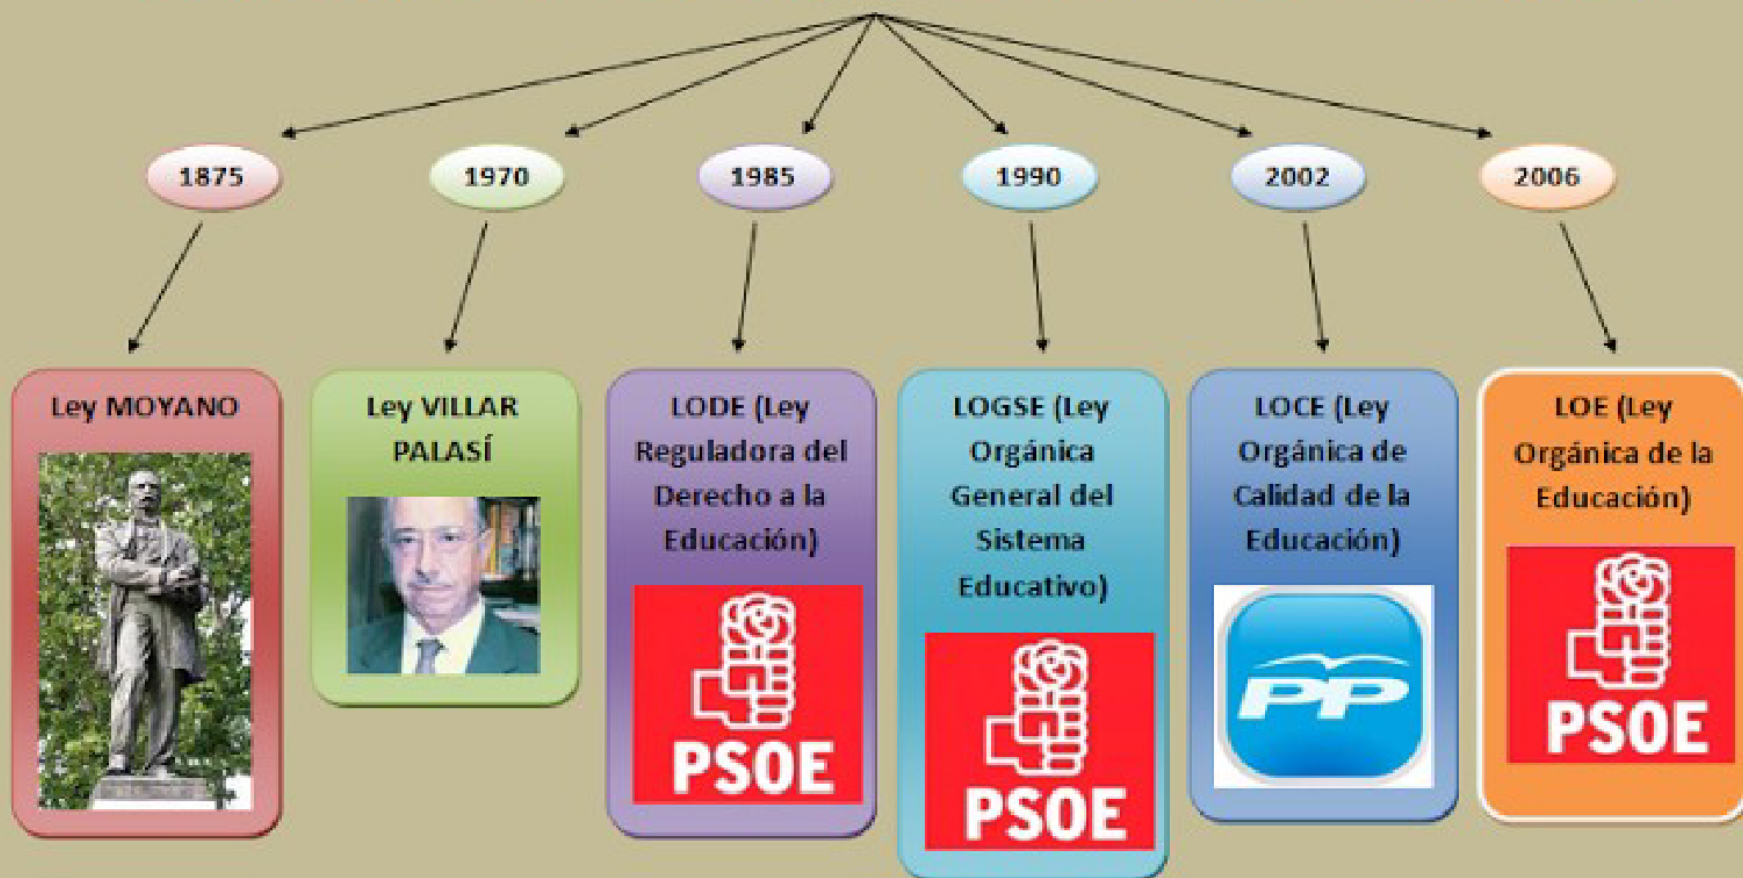 1875
1970
1985
1990
2002
2006
Ley MOYANO
Ley VILLAR
PALASÍ
LODE (Ley
Reguladora del
Derecho a la
Educación)
PSOE
LOGSE (Ley
Orgánica
General del
Sistema
Educativo)
PSOE
LOCE (Ley
Orgánica de
Calidad de la
Educación)
PP
LOE (Ley
Orgánica de la
Educación)
PSOE